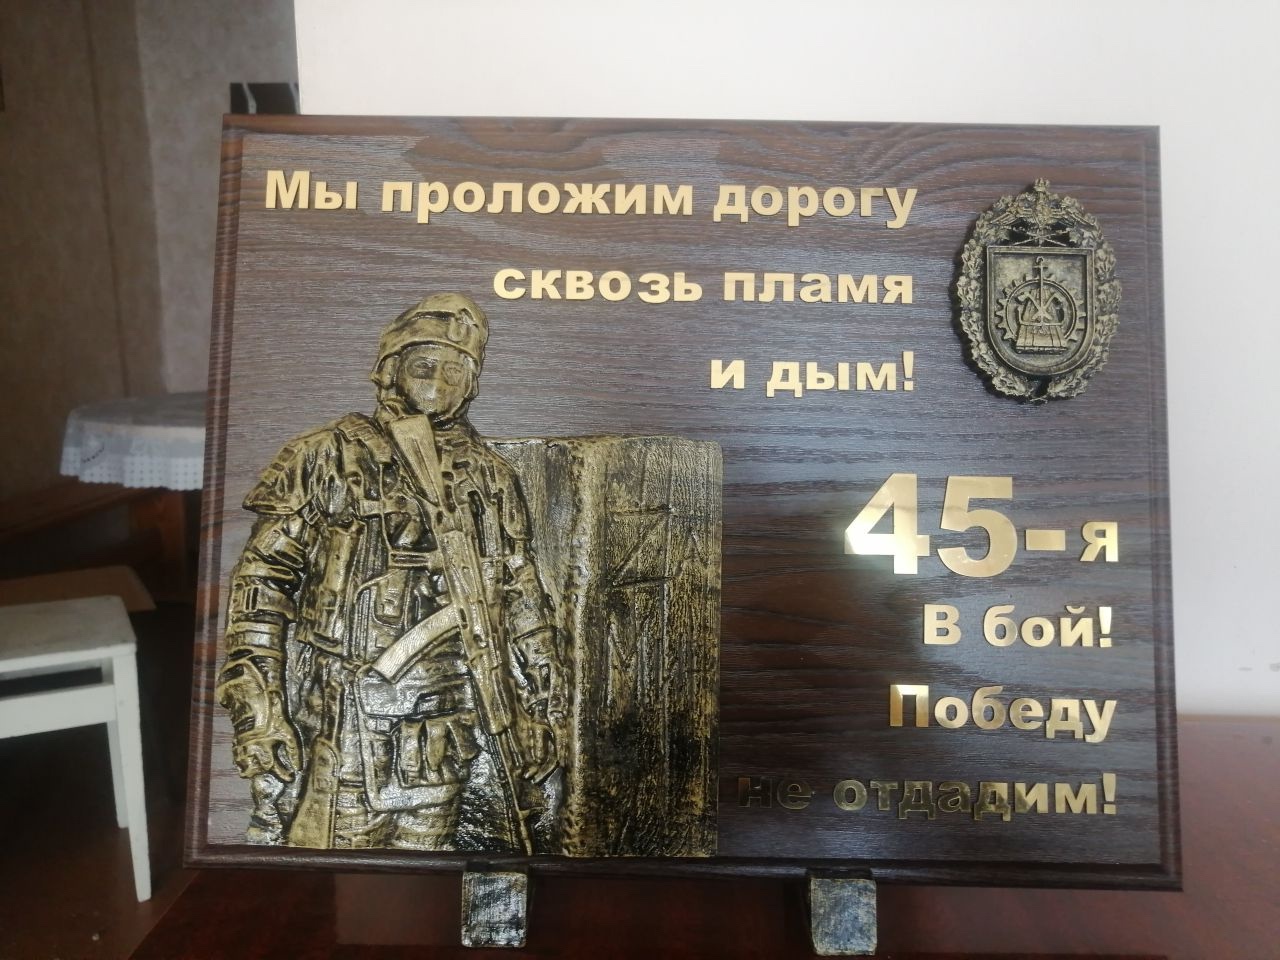 Мы проложим дорогу
сквозь пламя
и дым!
45-я
В бой!
Победу
не отдадим!